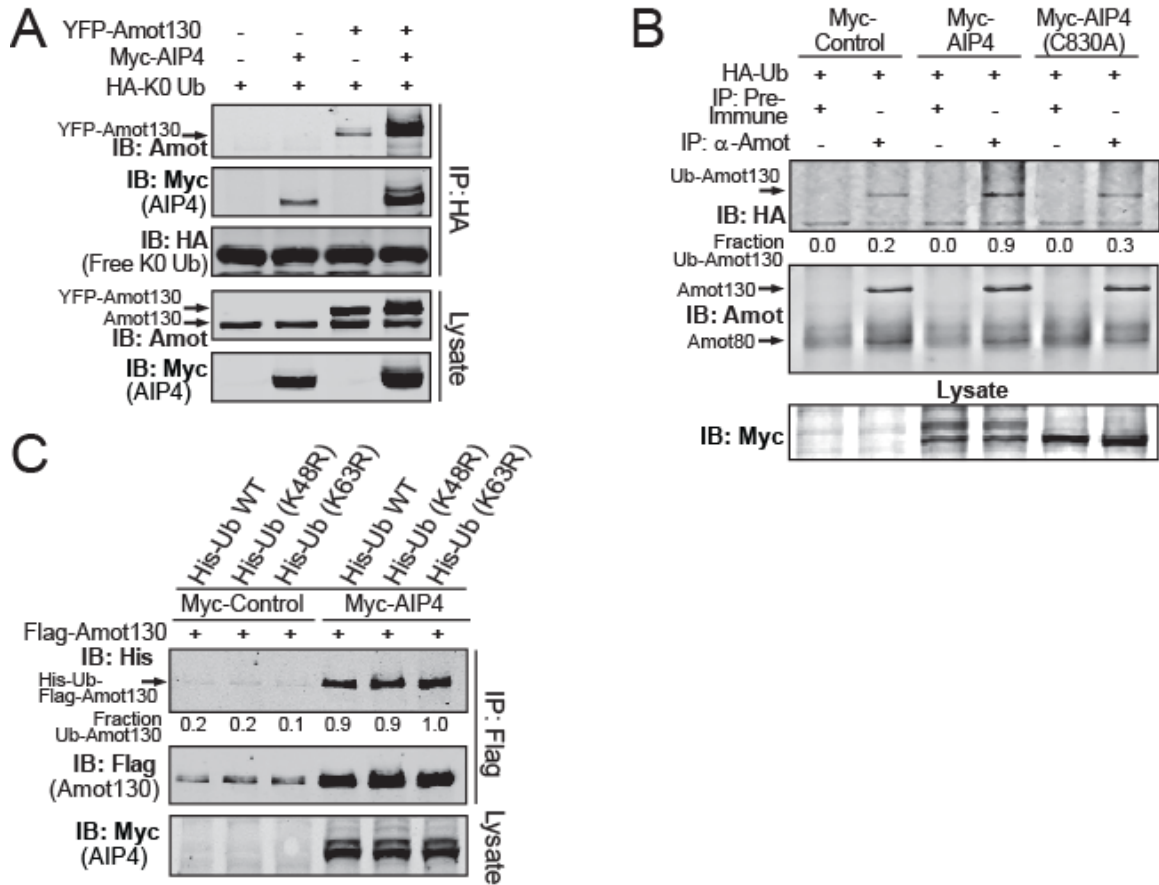 A
YFP-Amot130 - - + +
Myc-AIP4 - + - +
HA-K0 Ub + + + +
YFP-Amot130
IB: Amot
IB: Myc
(AIP4)
IB: HA
(Free K0 Ub)
IP: HA
YFP-Amot130
Amot130
IB: Amot
IB: Myc
(AIP4)
Lysate
B
Myc-Control
Myc-AIP4
Myc-AIP4 (C830A)
HA-Ub + + + + + +
IP: Pre-Immune + - + - + -
IP: α-Amot - + - + - +
Ub-Amot130
IB: HA
Fraction Ub-Amot130 0.0 0.2 0.0 0.9 0.0 0.3
Amot130
IB: Amot
Amot80
Lysate
IB: Myc
C
His-Ub WT
His-Ub (K48R)
His-Ub (K63R)
His-Ub WT
His-Ub (K48R)
His-Ub (K63R)
Myc-Control Myc-AIP4
Flag-Amot130 + + + + + +
IB: His
His-Ub-
Flag-Amot130
Fraction Ub-Amot130 0.2 0.2 0.1 0.9 0.9 1.0
IB: Flag
(Amot130)
IP: Flag
IB: Myc
(AIP4)
Lysate